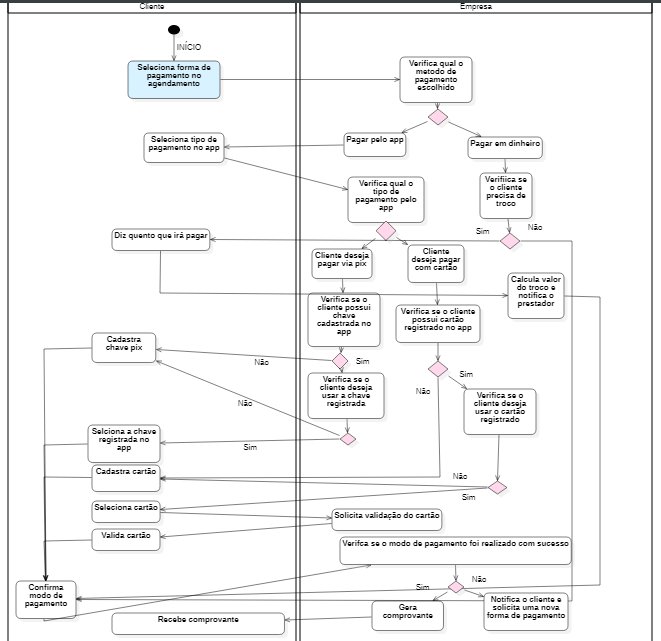 Cliente
Empresa
INÍCIO
Seleciona forma de
pagamento no
agendamento
Verifica qual o
metodo de
pagamento
escolhido
Seleciona tipo de
pagamento no app
Pagar pelo app
Pagar em dinheiro
Verifica qual o
tipo de
pagamento pelo
app
Verifiica se
o cliente
precisa de
troco
Sim
Não
Diz quento que irá pagar
Cliente deseja
pagar via pix
Cliente
deseja pagar
com cartão
Calcula valor
do troco e
notifica o
prestador
Verifica se o
cliente possui
chave
cadastrada no
app
Verifica se o cliente
possui cartão
registrado no app
Cadastra
chave pix
Não
Sim
Sim
Verifica se o
cliente deseja
usar a chave
registrada
Não
Verifica se o
cliente deseja
usar o cartão
registrado
Não
Selciona a chave
registrada no
app
Sim
Cadastra cartão
Não
Sim
Seleciona cartão
Solicita validação do cartão
Valida cartão
Verifca se o modo de pagamento foi realizado com sucesso
Confirma
modo de
pagamento
Sim
Não
Gera
comprovante
Notifica o cliente e
solicita uma nova
forma de pagamento
Recebe comprovante